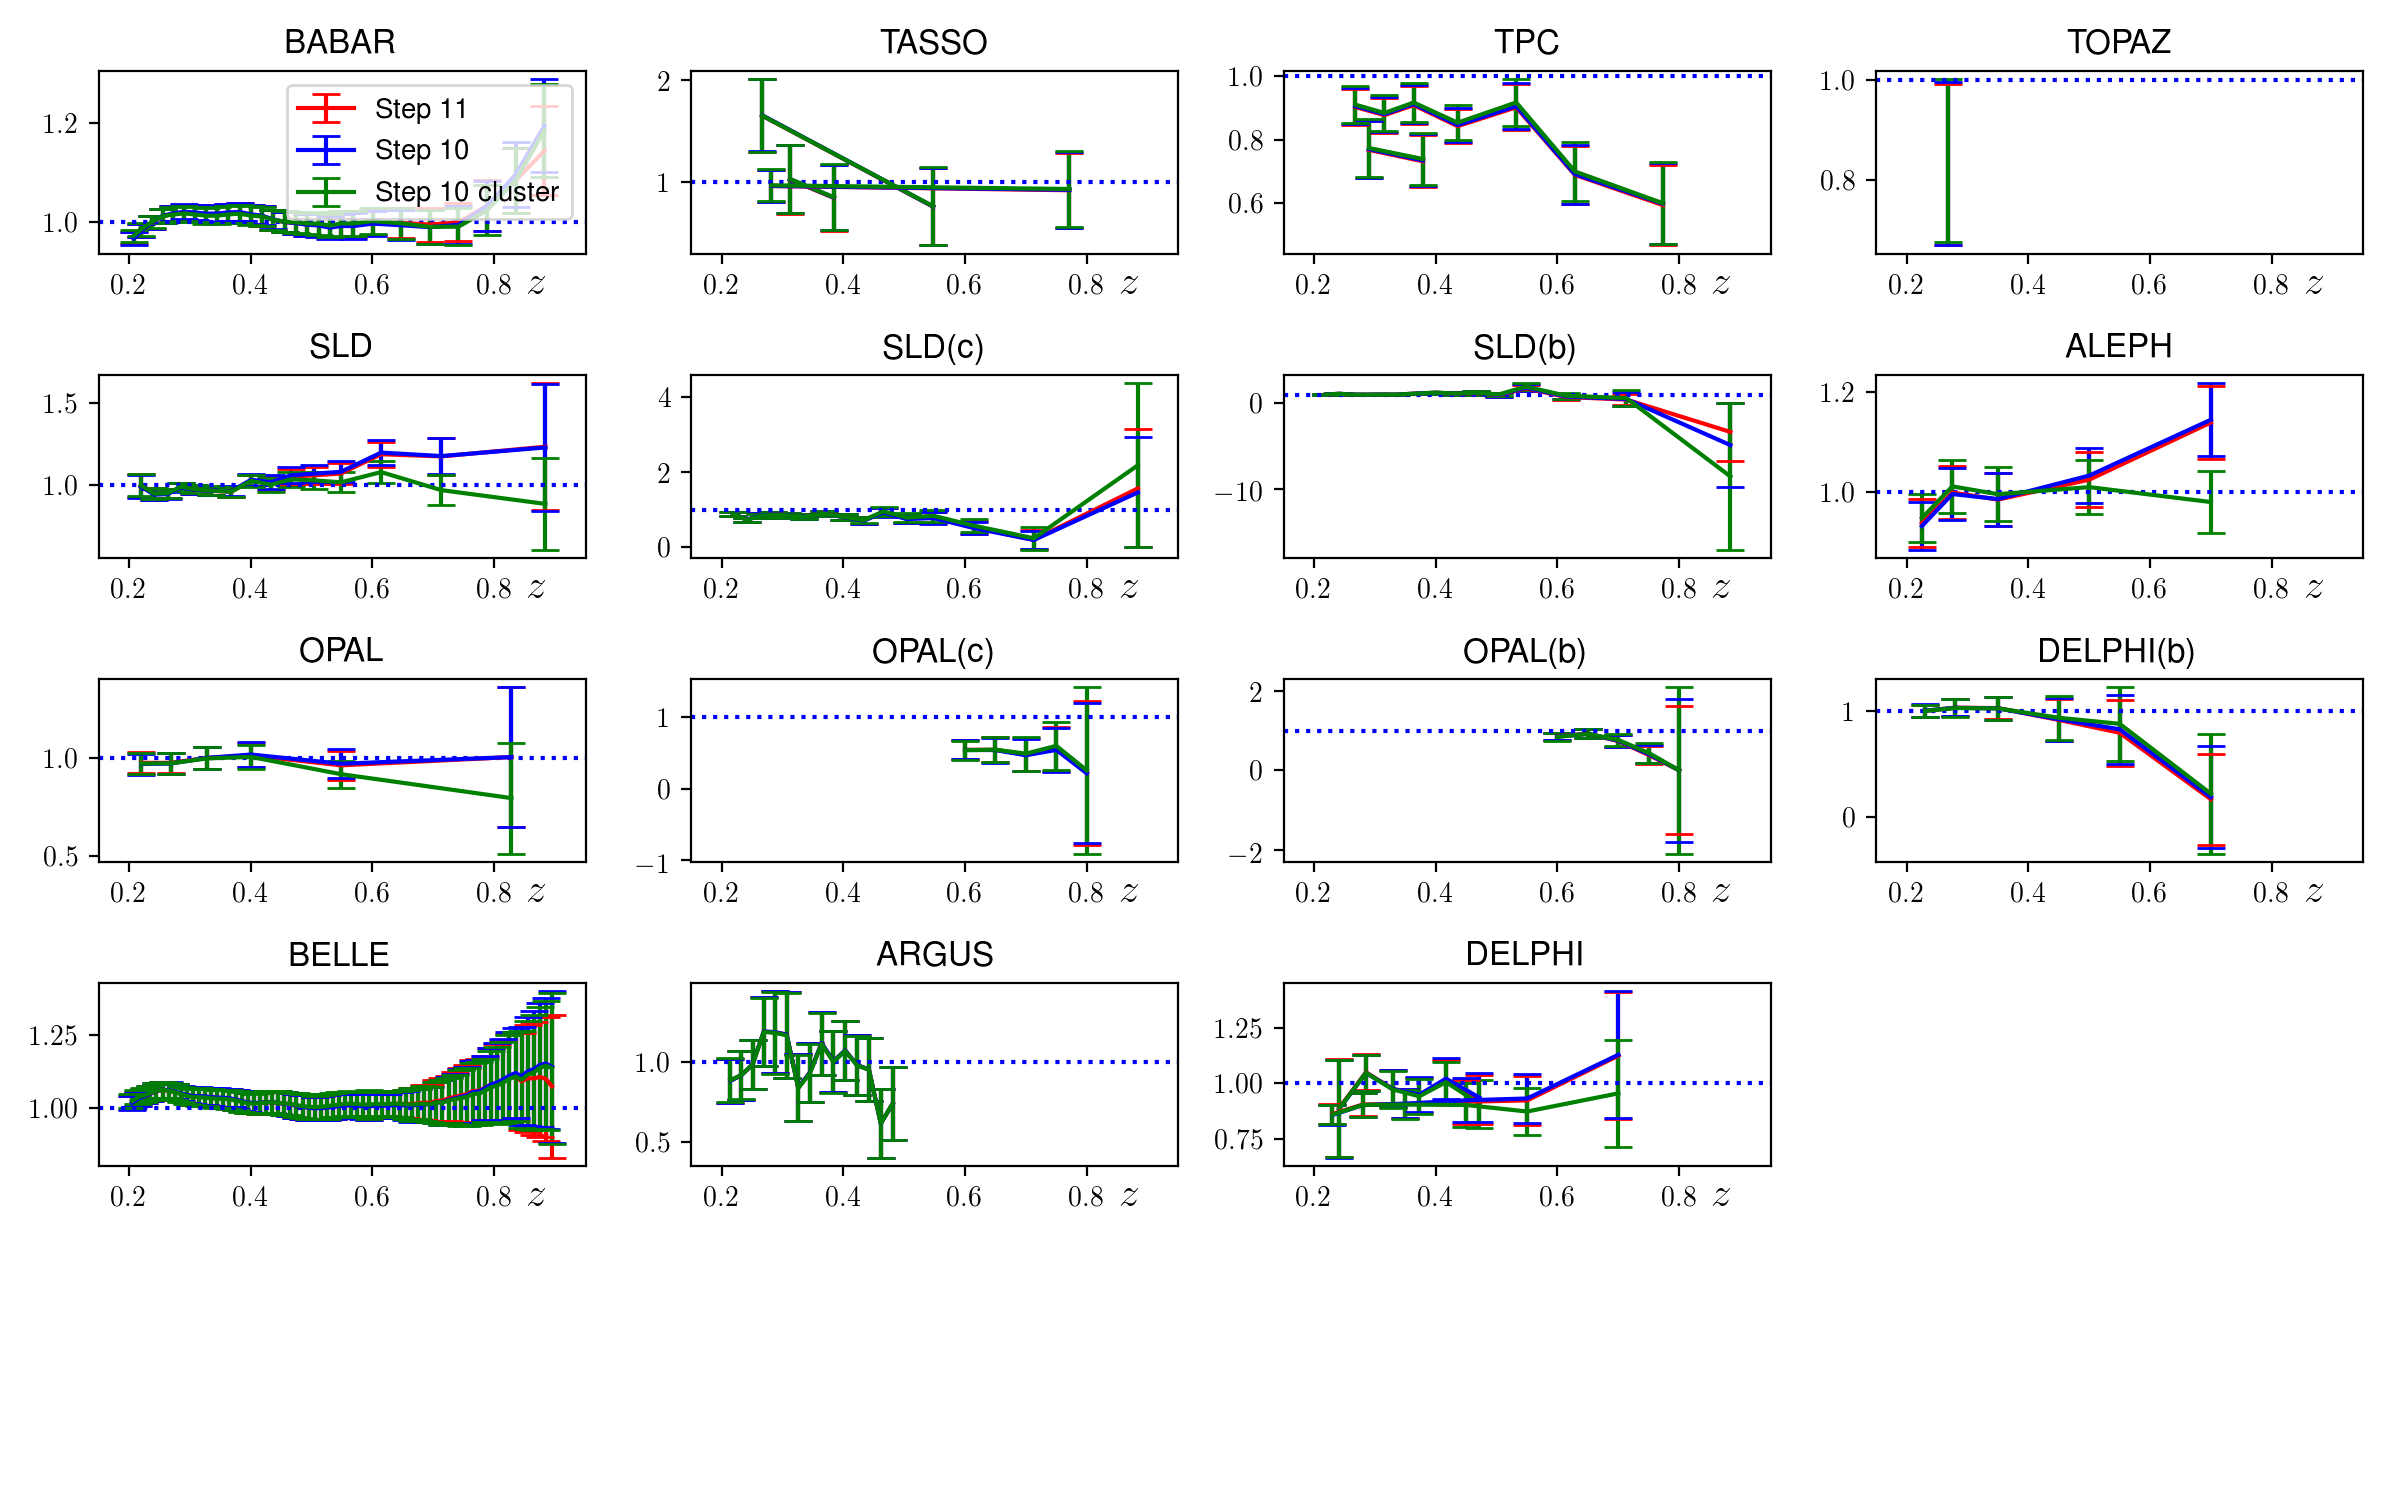 BABAR
TASSO
TPC
TOPAZ
1.2
1.0
Step 11
Step 10
Step 10 cluster
0.2 0.4 0.6 0.8 z
2
1
0.2 0.4 0.6 0.8 z
1.0
0.8
0.6
0.2 0.4 0.6 0.8 z
1.0
0.8
0.2 0.4 0.6 0.8 z
SLD
SLD(c)
SLD(b)
ALEPH
1.5
1.0
0.2 0.4 0.6 0.8 z
4
2
0
0.2 0.4 0.6 0.8 z
0
−10
0.2 0.4 0.6 0.8 z
1.2
1.0
0.2 0.4 0.6 0.8 z
OPAL
OPAL(c)
OPAL(b)
DELPHI(b)
1.0
0.5
0.2 0.4 0.6 0.8 z
1
0
−1
0.2 0.4 0.6 0.8 z
2
0
−2
0.2 0.4 0.6 0.8 z
1
0
0.2 0.4 0.6 0.8 z
BELLE
ARGUS
DELPHI
1.25
1.00
0.2 0.4 0.6 0.8 z
1.0
0.5
0.2 0.4 0.6 0.8 z
1.25
1.00
0.75
0.2 0.4 0.6 0.8 z